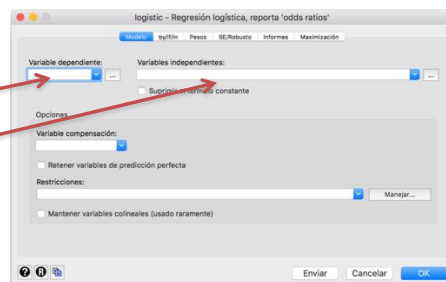 logistic - Regresión logística, reporta 'odds ratios'
Modelo by/if/in Pesos SE/Robusto Informes Maximización
Variable dependiente: Variables independientes:
...
...
Suprimir el término constante
Opciones
Variable compensación:
Retener variables de predicción perfecta
Restricciones:
Manejar...
Mantener variables colineales (usado raramente)
? R Enviar Cancelar OK